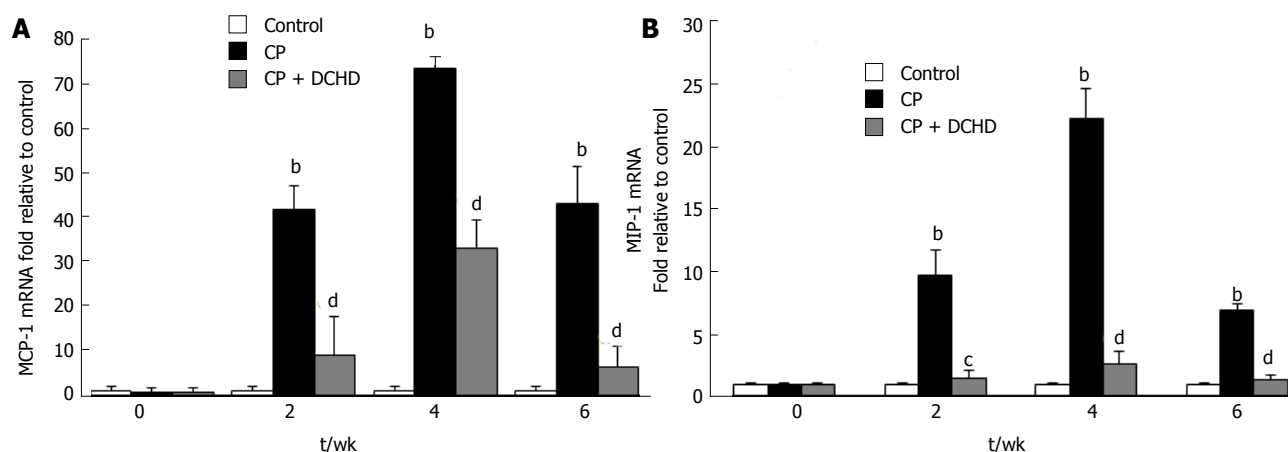 A
Control
CP
CP + DCHD
MCP-1 mRNA fold relative to control
80
70
60
50
40
30
20
10
0
b
b
d
b
d
d
0
2
4
6
t/wk
B
Control
CP
CP + DCHD
MIP-1 mRNA
Fold relative to control
30
25
20
15
10
5
0
b
b
b
c
d
d
0
2
4
6
t/wk